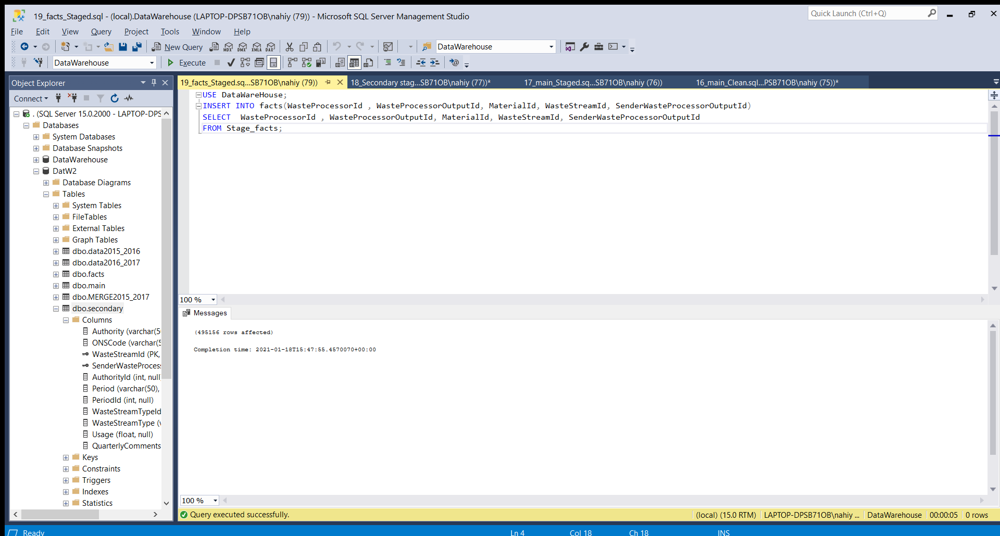 19_facts_Staged.sql - (local).DataWarehouse (LAPTOP-DPSB71OB\nahiy (79)) - Microsoft SQL Server Management Studio
Quick Launch (Ctrl+Q)
File Edit View Query Project Tools Window Help
New Query MDX DMX XMLA DAX DataWarehouse
DataWarehouse Execute
Object Explorer
19_facts_Staged.sq...SB71OB\nahiy (79)) 18_Secondary stag...SB71OB\nahiy (77))* 17_main_Staged.sq...SB71OB\nahiy (76)) 16_main_Clean.sql...PSB71OB\nahiy (75))*
Connect
. (SQL Server 15.0.2000 - LAPTOP-DPS
Databases
System Databases
Database Snapshots
DataWarehouse
DatW2
Database Diagrams
Tables
System Tables
FileTables
External Tables
Graph Tables
dbo.data2015_2016
dbo.data2016_2017
dbo.facts
dbo.main
dbo.MERGE2015_2017
dbo.secondary
Columns
Authority (varchar(5
ONSCode (varchar(5
WasteStreamId (PK,
SenderWasteProcess
AuthorityId (int, null
Period (varchar(50),
PeriodId (int, null)
WasteStreamTypeId
WasteStreamType (v
Usage (float, null)
QuarterlyComments
Keys
Constraints
Triggers
Indexes
Statistics
USE DataWareHouse;
INSERT INTO facts(WasteProcessorId , WasteProcessorOutputId, MaterialId, WasteStreamId, SenderWasteProcessorOutputId)
SELECT  WasteProcessorId , WasteProcessorOutputId, MaterialId, WasteStreamId, SenderWasteProcessorOutputId
FROM Stage_facts;
100 %
Messages
(495156 rows affected)
Completion time: 2021-01-18T15:47:55.4570070+00:00
100 %
Query executed successfully. (local) (15.0 RTM) LAPTOP-DPSB71OB\nahiy ... DataWarehouse 00:00:05 0 rows
Ready Ln 4 Col 18 Ch 18 INS